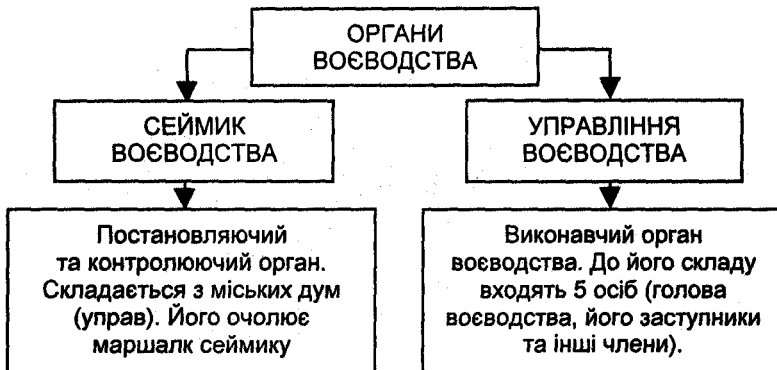 ОРГАНИ
ВОЄВОДСТВА
СЕЙМИК
ВОЄВОДСТВА
УПРАВЛІННЯ
ВОЄВОДСТВА
Постановляючий
та контролюючий орган.
Складається з міських дум
(управ). Його очолює
маршалк сеймику
Виконавчий орган
воєводства. До його складу
входять 5 осіб (голова
воєводства, його заступники
та інші члени).